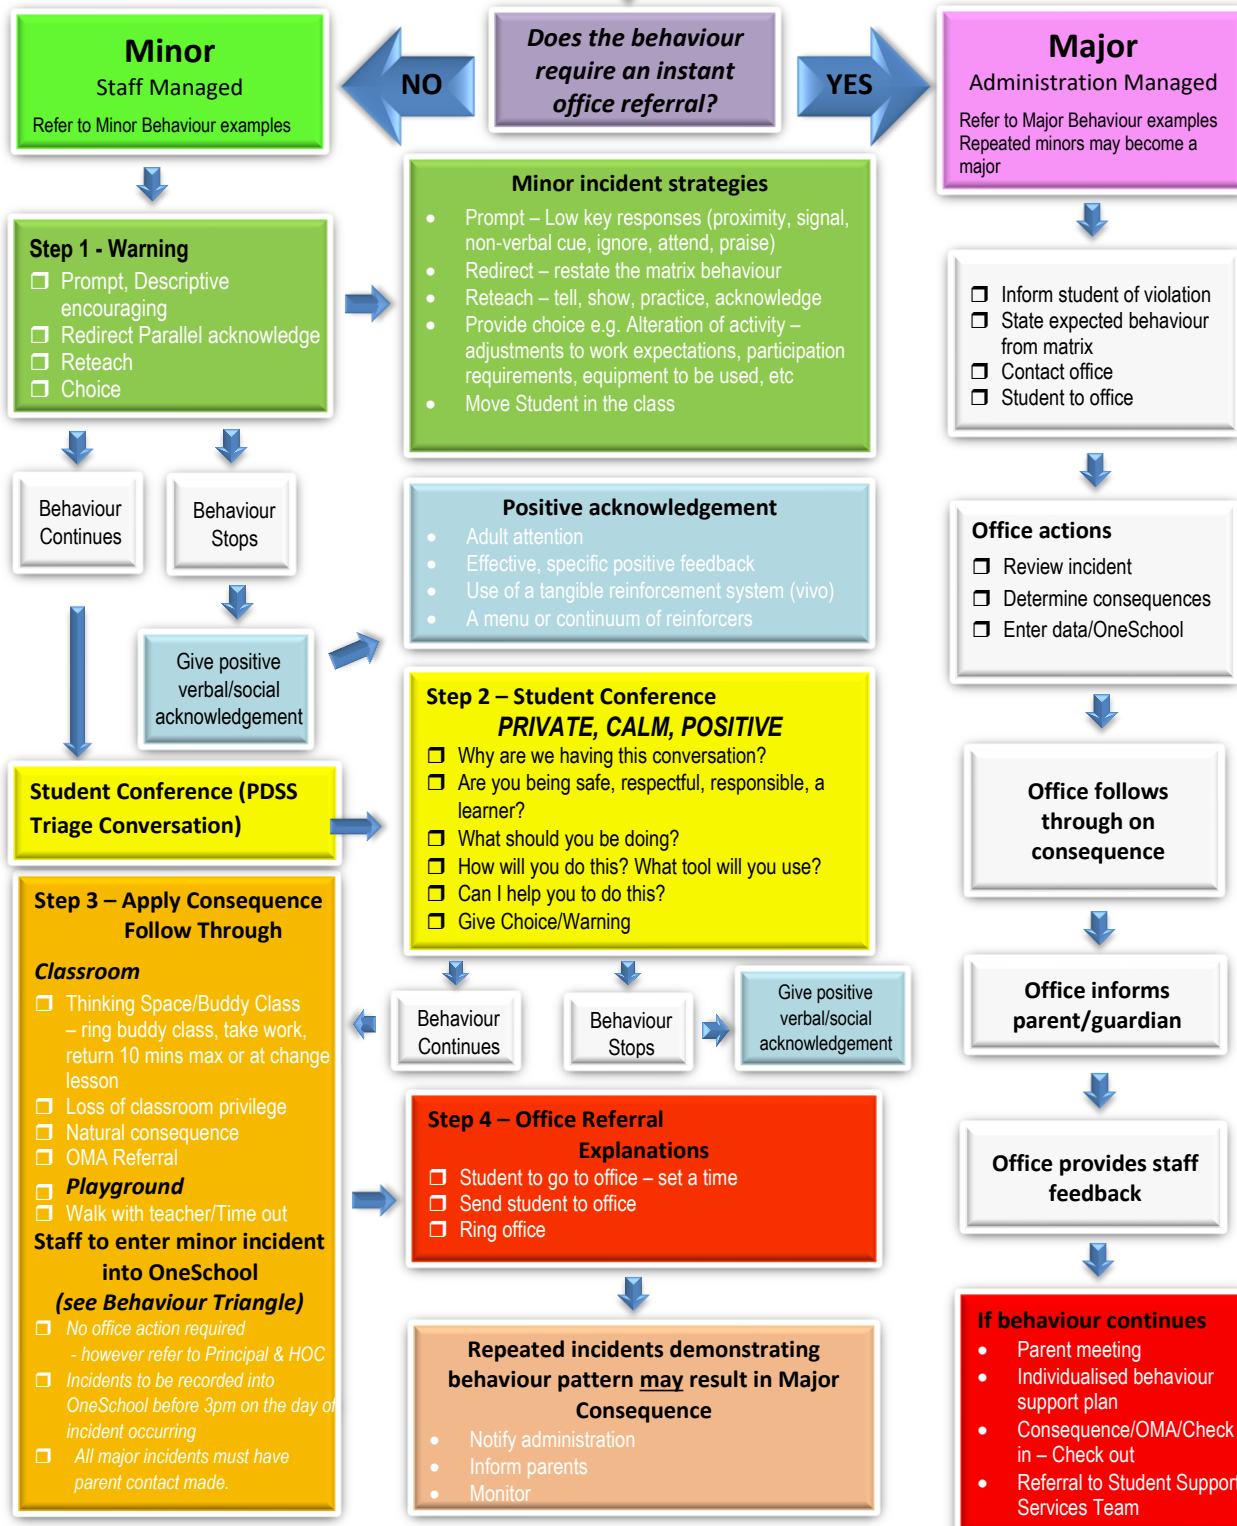 Does the behaviour
require an instant
office referral?
NO
YES
Minor
Staff Managed
Refer to Minor Behaviour examples
Major
Administration Managed
Refer to Major Behaviour examples
Repeated minors may become a
major
Step 1 - Warning
❒ Prompt, Descriptive
encouraging
❒ Redirect Parallel acknowledge
❒ Reteach
❒ Choice
Minor incident strategies
• Prompt – Low key responses (proximity, signal,
non-verbal cue, ignore, attend, praise)
• Redirect – restate the matrix behaviour
• Reteach – tell, show, practice, acknowledge
• Provide choice e.g. Alteration of activity –
adjustments to work expectations, participation
requirements, equipment to be used, etc
• Move Student in the class
❒ Inform student of violation
❒ State expected behaviour
from matrix
❒ Contact office
❒ Student to office
Behaviour
Continues
Behaviour
Stops
Give positive
verbal/social
acknowledgement
Positive acknowledgement
• Adult attention
• Effective, specific positive feedback
• Use of a tangible reinforcement system (vivo)
• A menu or continuum of reinforcers
Office actions
❒ Review incident
❒ Determine consequences
❒ Enter data/OneSchool
Student Conference (PDSS
Triage Conversation)
Step 2 – Student Conference
PRIVATE, CALM, POSITIVE
❒ Why are we having this conversation?
❒ Are you being safe, respectful, responsible, a
learner?
❒ What should you be doing?
❒ How will you do this? What tool will you use?
❒ Can I help you to do this?
❒ Give Choice/Warning
Office follows
through on
consequence
Behaviour
Continues
Behaviour
Stops
Give positive
verbal/social
acknowledgement
Office informs
parent/guardian
Step 3 – Apply Consequence
Follow Through
Classroom
❒ Thinking Space/Buddy Class
– ring buddy class, take work,
return 10 mins max or at change
lesson
❒ Loss of classroom privilege
❒ Natural consequence
❒ OMA Referral
❒ Playground
❒ Walk with teacher/Time out
Staff to enter minor incident
into OneSchool
(see Behaviour Triangle)
❒ No office action required
- however refer to Principal & HOC
❒ Incidents to be recorded into
OneSchool before 3pm on the day of
incident occurring
❒ All major incidents must have
parent contact made.
Step 4 – Office Referral
Explanations
❒ Student to go to office – set a time
❒ Send student to office
❒ Ring office
Office provides staff
feedback
Repeated incidents demonstrating
behaviour pattern may result in Major
Consequence
• Notify administration
• Inform parents
• Monitor
If behaviour continues
• Parent meeting
• Individualised behaviour
support plan
• Consequence/OMA/Check
in – Check out
• Referral to Student Support
Services Team